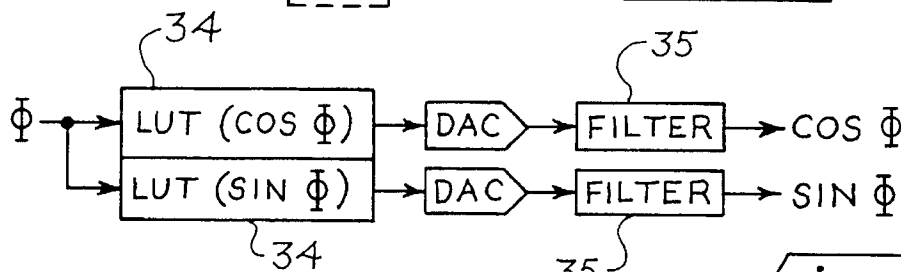 34
35
Φ LUT (COS Φ) DAC FILTER COS Φ
LUT (SIN Φ) DAC FILTER SIN Φ
34
35